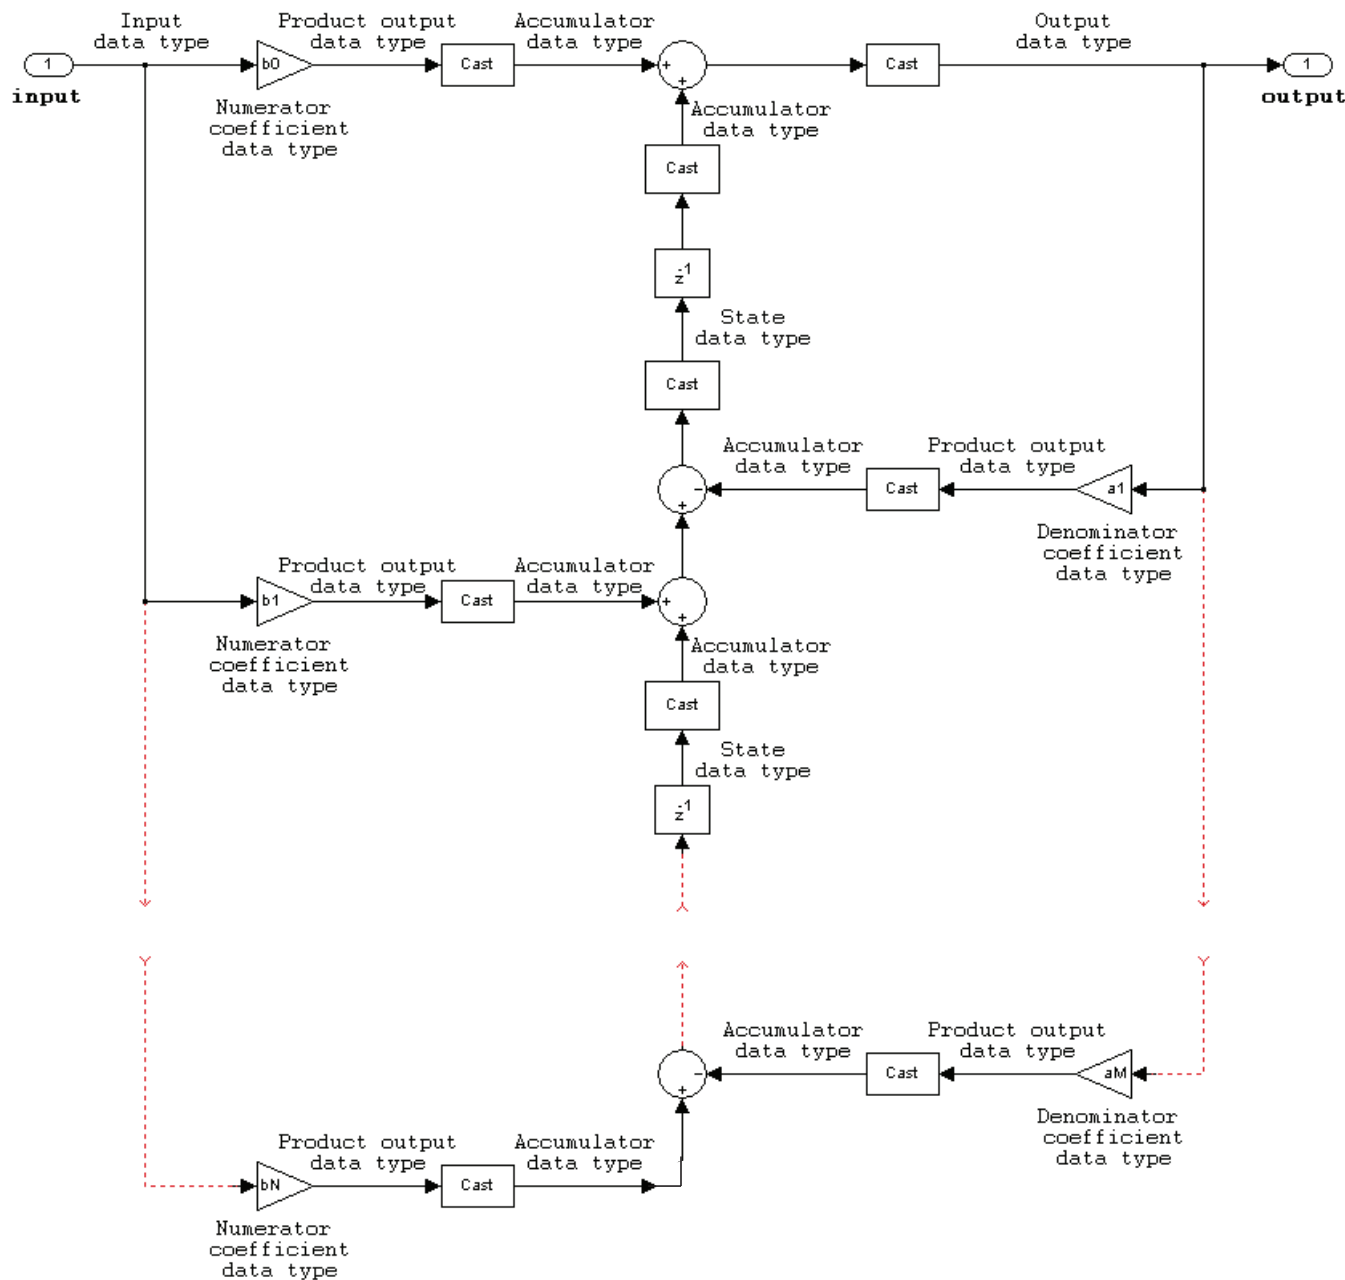 Input
data type
Product output
data type
Accumulator
data type
Output
data type
1
b0
Cast
+
+
Cast
1
input
output
Numerator
coefficient
data type
Accumulator
data type
Cast
z-1
State
data type
Cast
Accumulator
data type
Product output
data type
-
+
Cast
a1
Denominator
coefficient
data type
Product output
data type
Accumulator
data type
b1
Cast
+
+
Numerator
coefficient
data type
Accumulator
data type
Cast
State
data type
z-1
Accumulator
data type
Product output
data type
-
+
Cast
aM
Denominator
coefficient
data type
Product output
data type
Accumulator
data type
bN
Cast
Numerator
coefficient
data type